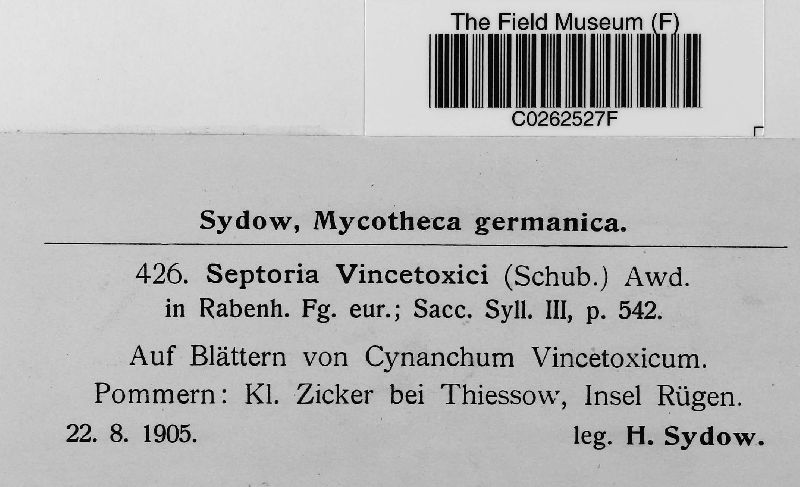 The Field Museum (F)
C0262527F
Sydow, Mycotheca germanica.
426. Septoria Vincetoxici (Schub.) Awd.
in Rabenh. Fg. eur.; Sacc. Syll. III, p. 542.
Auf Blättern von Cynanchum Vincetoxicum.
Pommern: Kl. Zicker bei Thiessow, Insel Rügen.
22. 8. 1905. leg. H. Sydow.